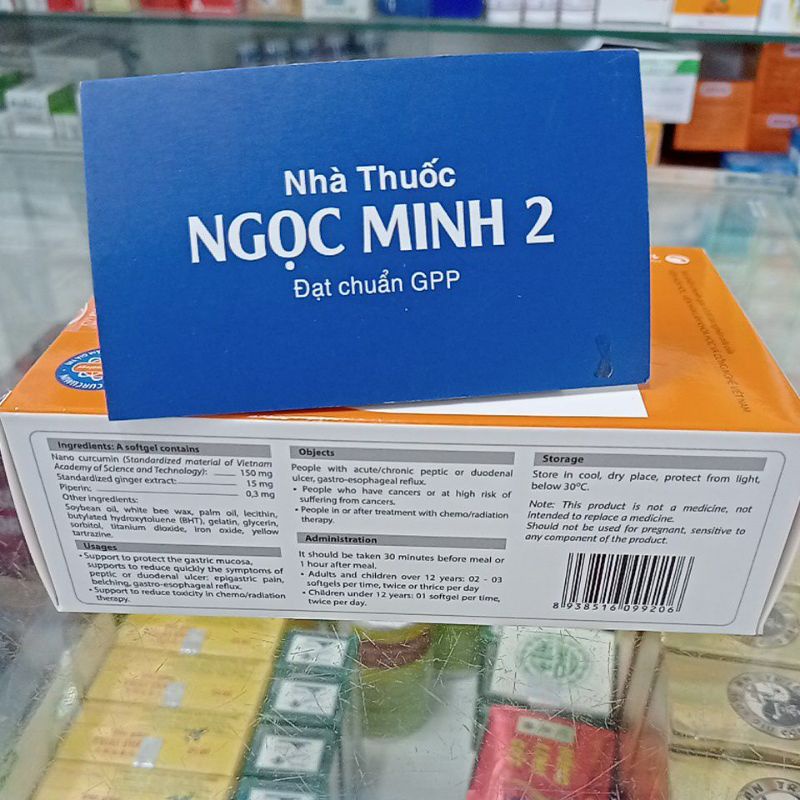 Nhà Thuốc
NGỌC MINH 2
Đạt chuẩn GPP
CURCUMIN
Ingredients: A softgel contains
Nano curcumin (Standardized material of Vietnam
Academy of Science and Technology): 150 mg
Standardized ginger extract: 15 mg
Piperin: 0,3 mg
Other ingredients:
Soybean oil, white bee wax, palm oil, lecithin,
butylated hydroxytoluene (BHT), gelatin, glycerin,
sorbitol, titanium dioxide, iron oxide, yellow
tartrazine.
Usages
• Support to protect the gastric mucosa,
supports to reduce quickly the symptoms of
peptic or duodenal ulcer: epigastric pain,
belching, gastro-esophageal reflux.
• Support to reduce toxicity in chemo/radiation
therapy.
Objects
People with acute/chronic peptic or duodenal
ulcer, gastro-esophageal reflux.
• People who have cancers or at high risk of
suffering from cancers.
• People in or after treatment with chemo/radiation
therapy.
Administration
It should be taken 30 minutes before meal or
1 hour after meal.
• Adults and children over 12 years: 02 - 03
softgels per time, twice or thrice per day
• Children under 12 years: 01 softgel per time,
twice per day.
Storage
Store in cool, dry place, protect from light,
below 30ºC.
Note: This product is not a medicine, not
intended to replace a medicine.
Should not be used for pregnant, sensitive to
any component of the product.
8 938516 099206